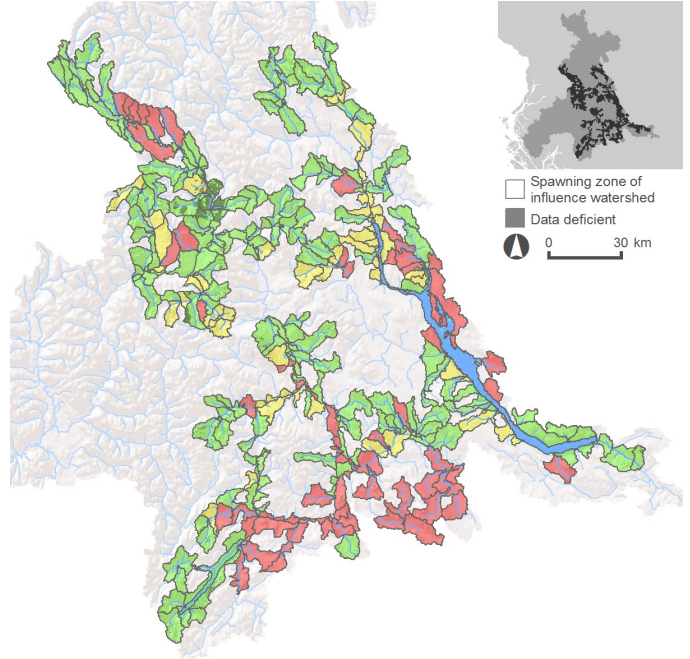 Spawning zone of
influence watershed
Data deficient
0 30 km